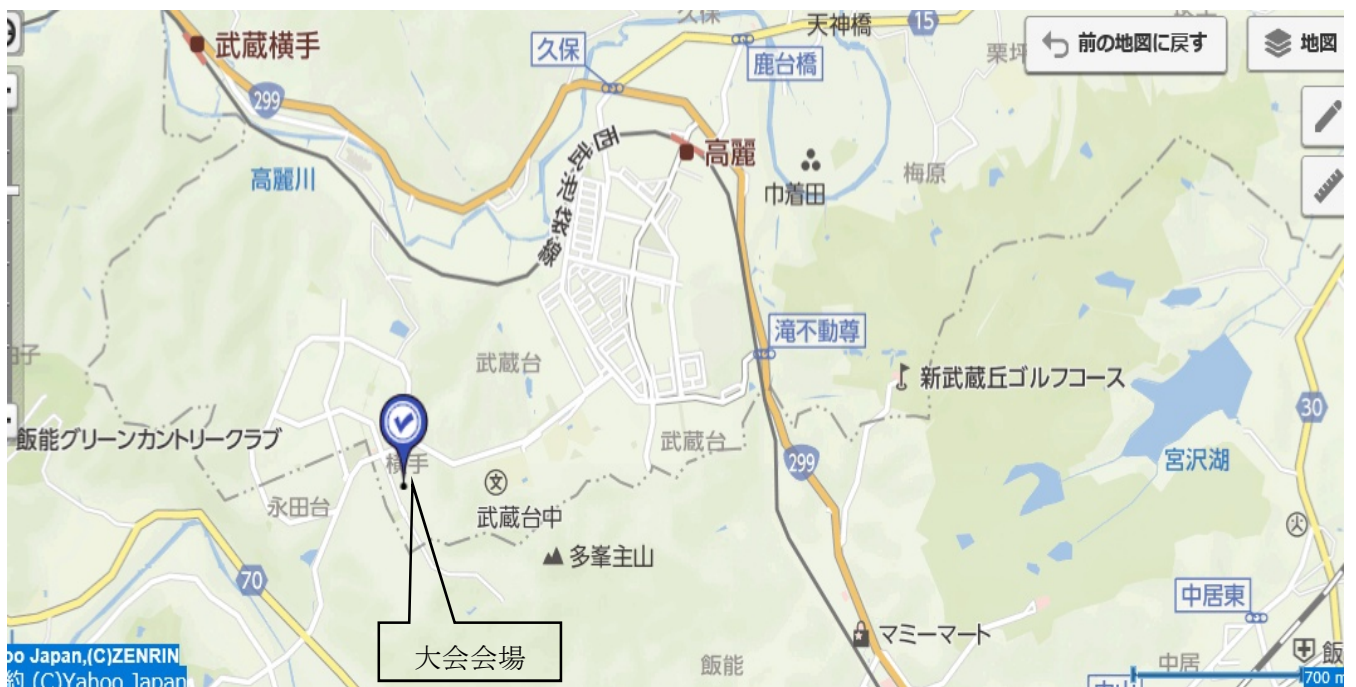 久保
天神橋
15
武蔵横手
久保
鹿台橋
栗坪
前の地図に戻す
地図
299
西武池袋線
高麗
巾着田
梅原
高麗川
滝不動尊
武蔵台
新武蔵丘ゴルフコース
30
飯能グリーンカントリークラブ
武蔵台
横手
299
宮沢湖
永田台
武蔵台中
文
多峯主山
火
70
中居東
大会会場
マミーマート
飯能
中居
飯
oo Japan,(C)ZENRIN
約 (C)Yahoo Japan
700 m